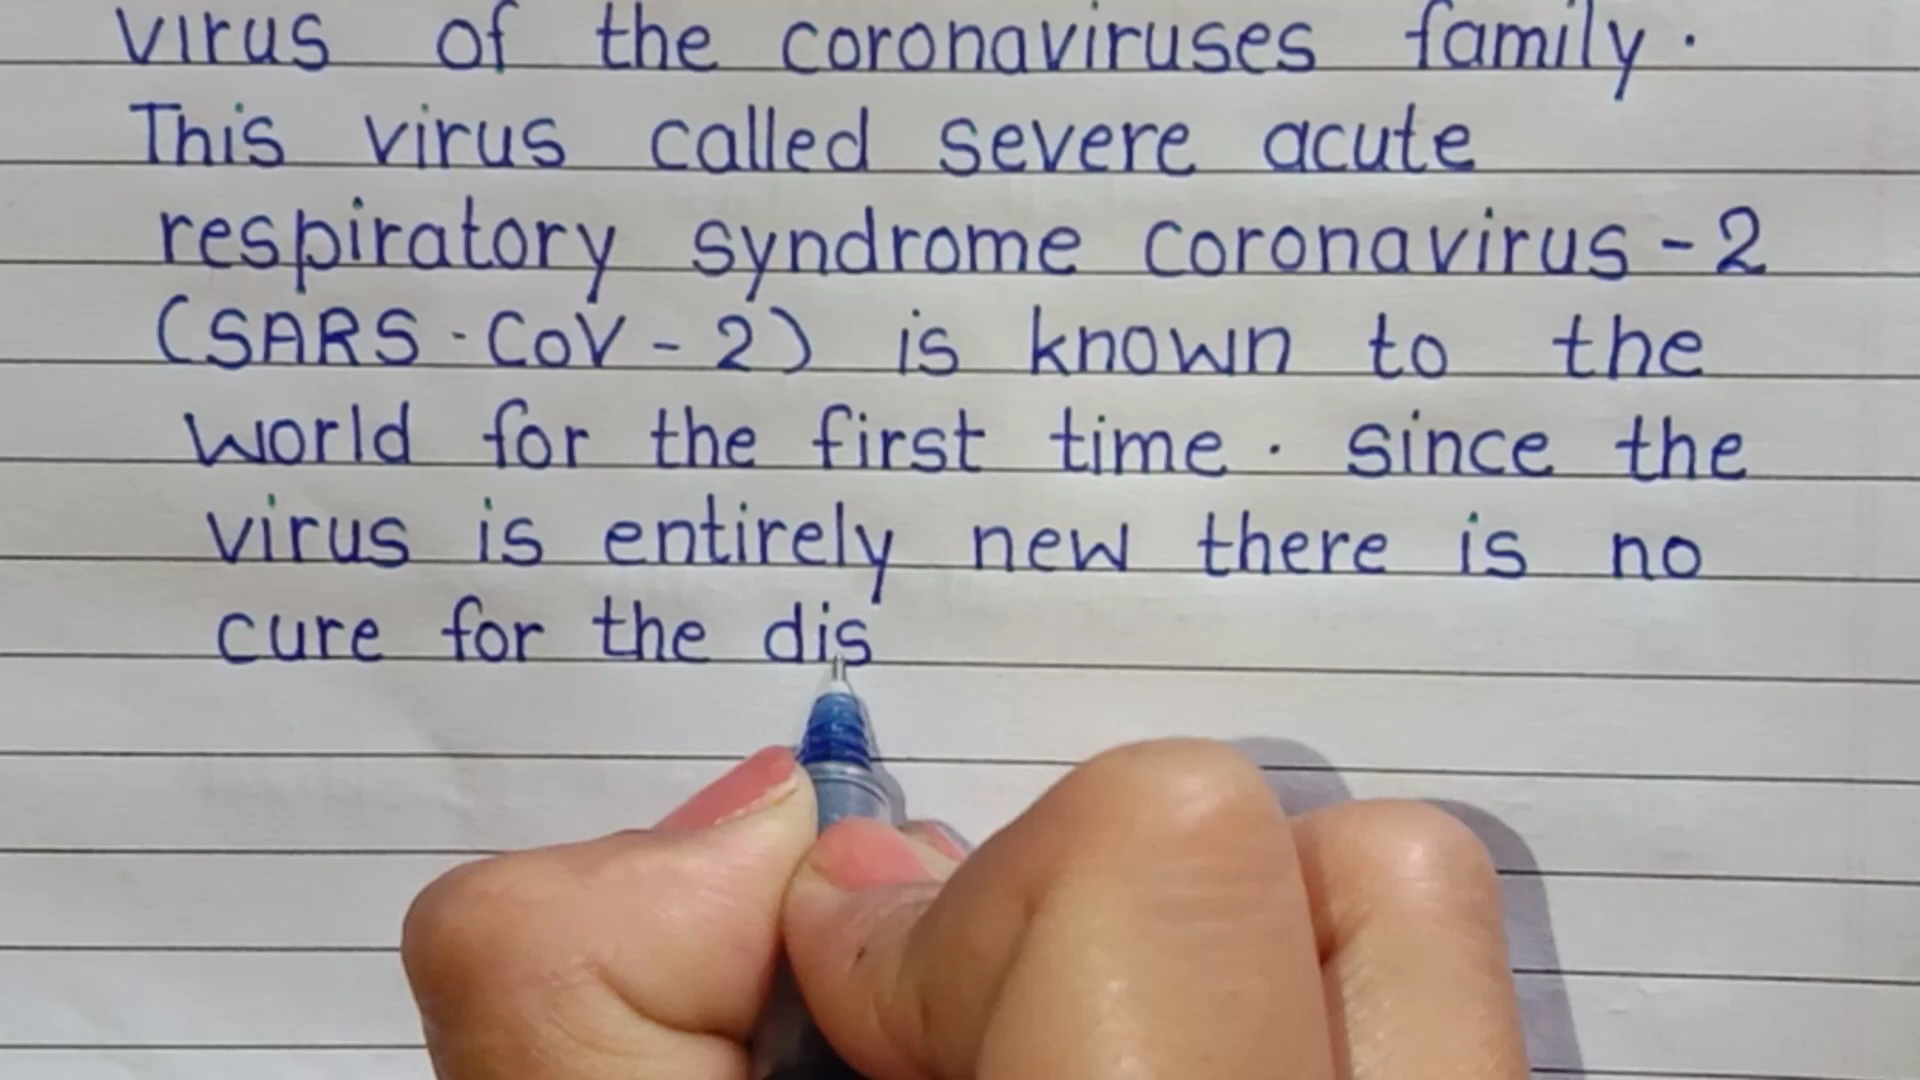 virus of the coronaviruses family.
This virus called severe acute
respiratory syndrome coronavirus-2
(SARS-CoV-2) is known to the
world for the first time. since the
virus is entirely new there is no
cure for the dis